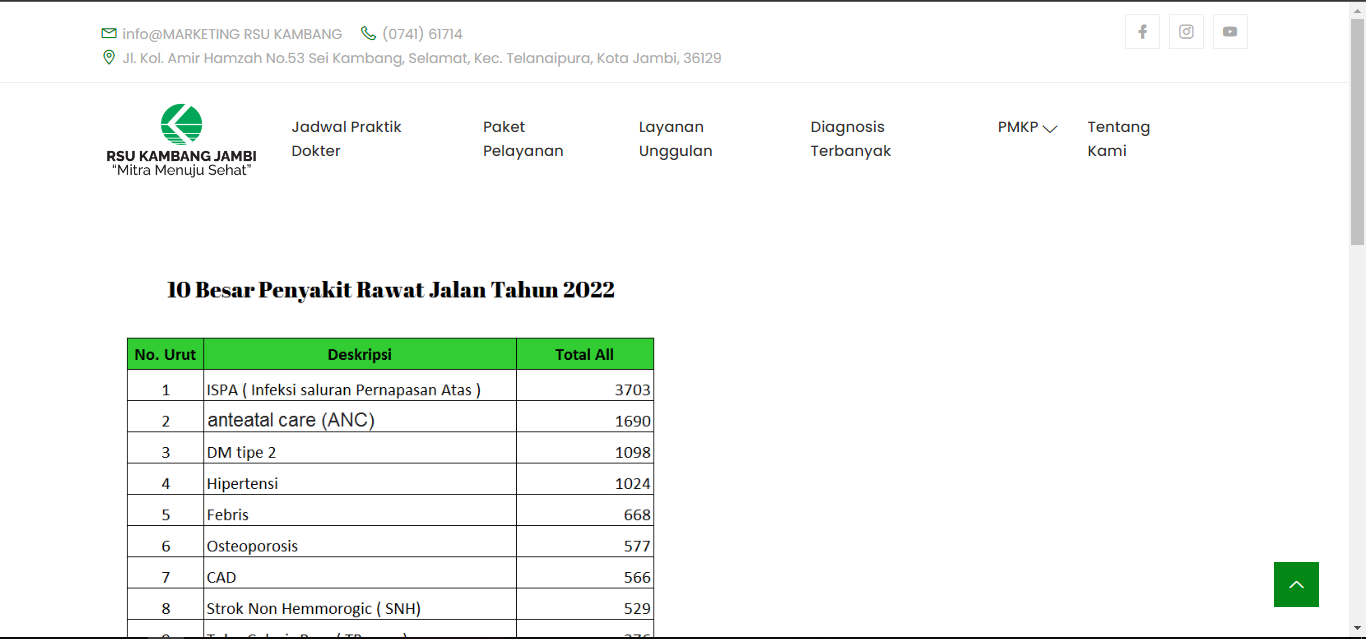 info@MARKETING RSU KAMBANG (0741) 61714
Jl. Kol. Amir Hamzah No.53 Sei Kambang, Selamat, Kec. Telanaipura, Kota Jambi, 36129
RSU KAMBANG JAMBI
“Mitra Menuju Sehat”
Jadwal Praktik
Dokter
Paket
Pelayanan
Layanan
Unggulan
Diagnosis
Terbanyak
PMKP
Tentang
Kami
10 Besar Penyakit Rawat Jalan Tahun 2022
No. Urut Deskripsi Total All
1 ISPA ( Infeksi saluran Pernapasan Atas ) 3703
2 anteatal care (ANC) 1690
3 DM tipe 2 1098
4 Hipertensi 1024
5 Febris 668
6 Osteoporosis 577
7 CAD 566
8 Strok Non Hemmorogic ( SNH) 529